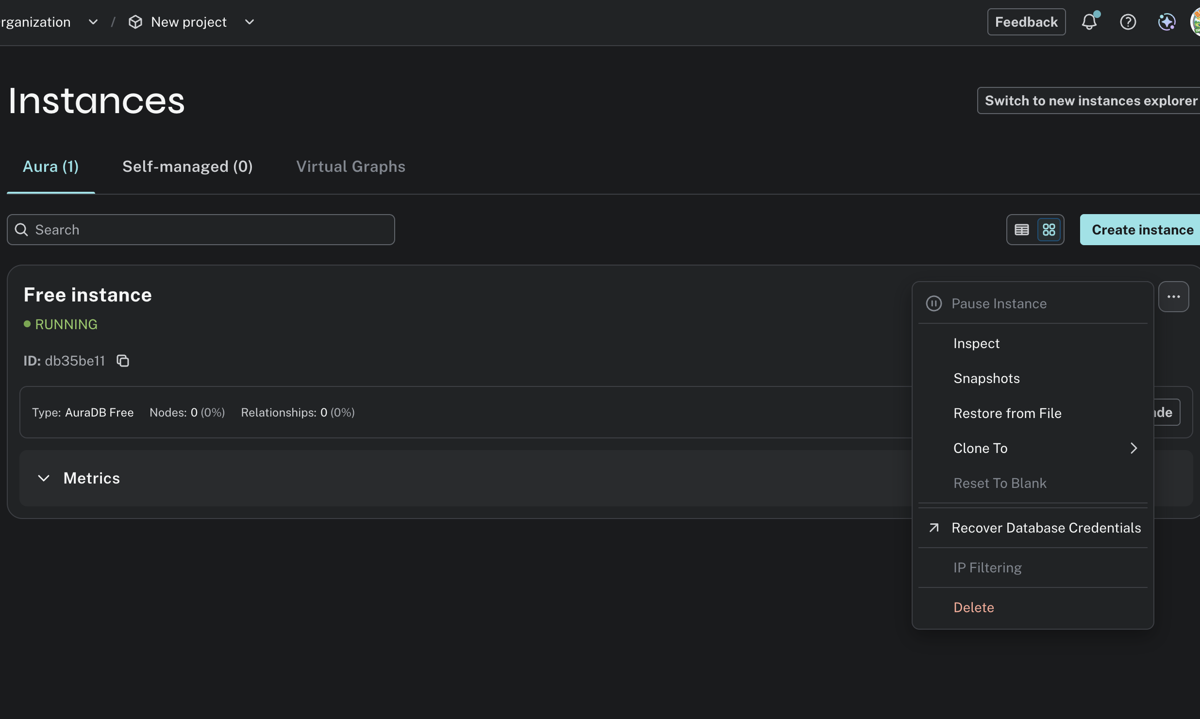 rganization / New project Feedback
Instances
Switch to new instances explorer
Aura (1) Self-managed (0) Virtual Graphs
Search
Create instance
Free instance
RUNNING
ID: db35be11
Type: AuraDB Free Nodes: 0 (0%) Relationships: 0 (0%)
Metrics
Pause Instance
Inspect
Snapshots
Restore from File
Clone To
Reset To Blank
Recover Database Credentials
IP Filtering
Delete